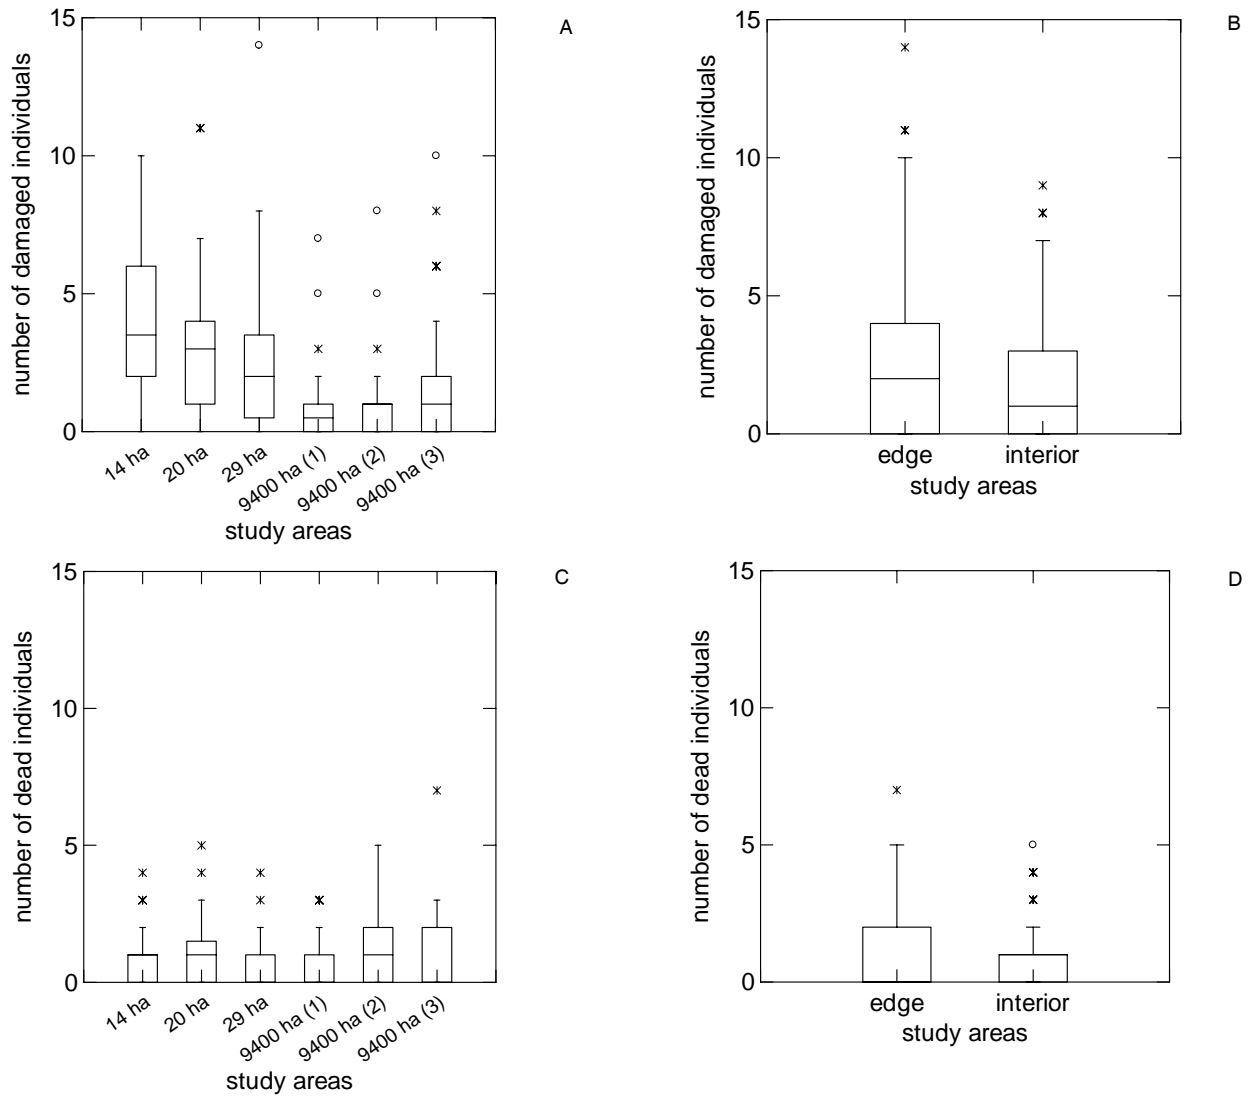 A
number of damaged individuals
15
10
5
0
14 ha
20 ha
29 ha
9400 ha (1)
9400 ha (2)
9400 ha (3)
study areas
B
number of damaged individuals
15
10
5
0
edge
interior
study areas
C
number of dead individuals
15
10
5
0
14 ha
20 ha
29 ha
9400 ha (1)
9400 ha (2)
9400 ha (3)
study areas
D
number of dead individuals
15
10
5
0
edge
interior
study areas